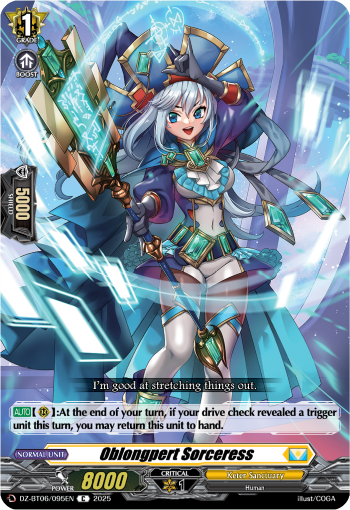 1
GRADE
BOOST
5000
SHIELD
I'm good at stretching things out.
AUTO [ (R) ]:At the end of your turn, if your drive check revealed a trigger
unit this turn, you may return this unit to hand.
NORMAL UNIT
Oblongpert Sorceress
POWER 8000
CRITICAL
1
Keter Sanctuary
Human
DZ-BT06/095EN C 2025
illust/COGA